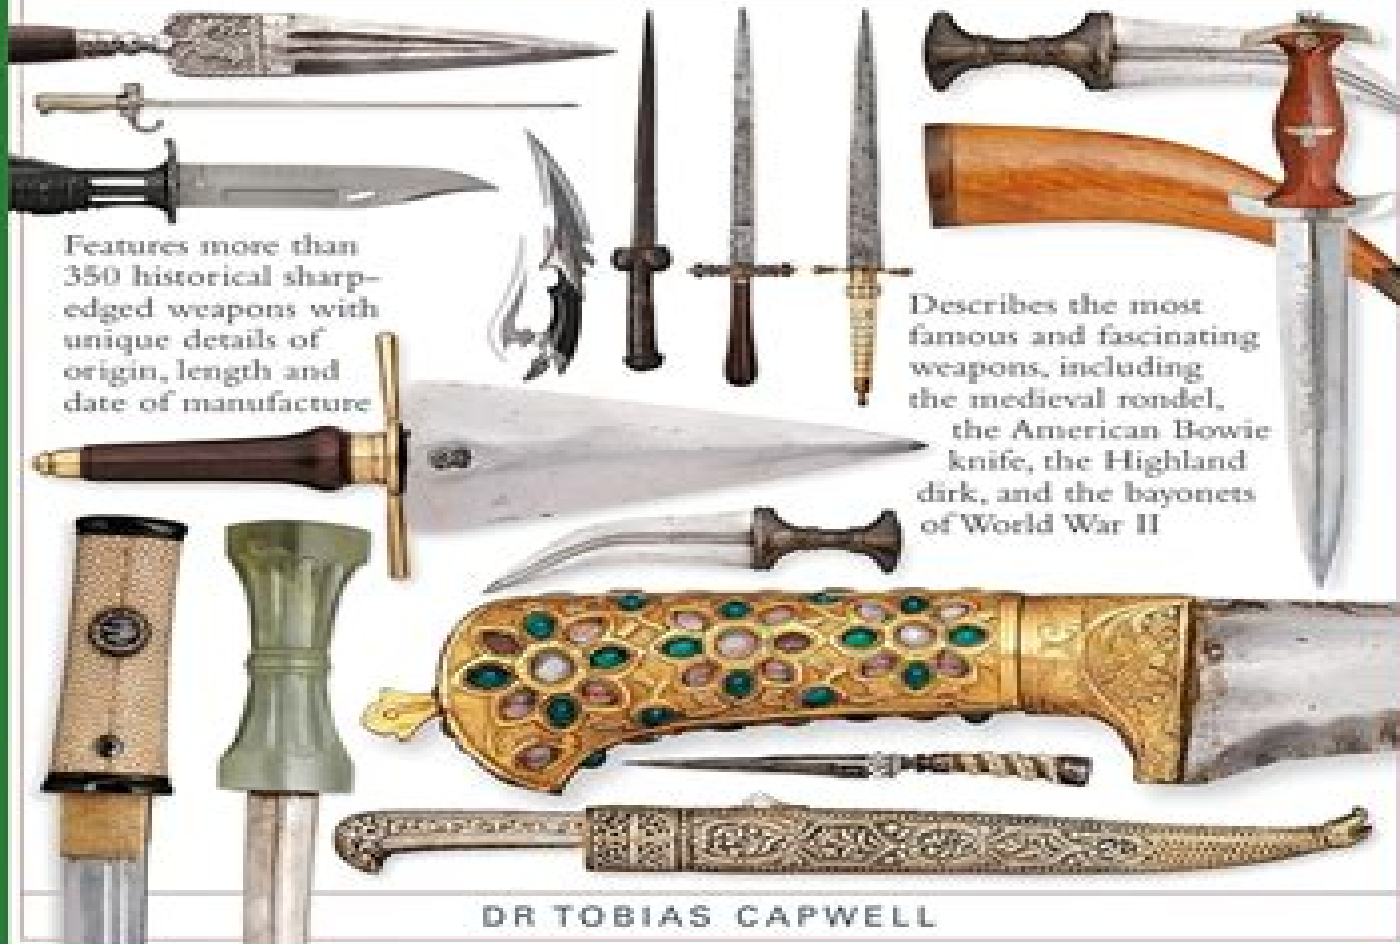 Features more than
350 historical sharp-
edged weapons with
unique details of
origin, length and
date of manufacture
Describes the most
famous and fascinating
weapons, including
the medieval rondel,
the American Bowie
knife, the Highland
dirk, and the bayonets
of World War II
DR TOBIAS CAPWELL